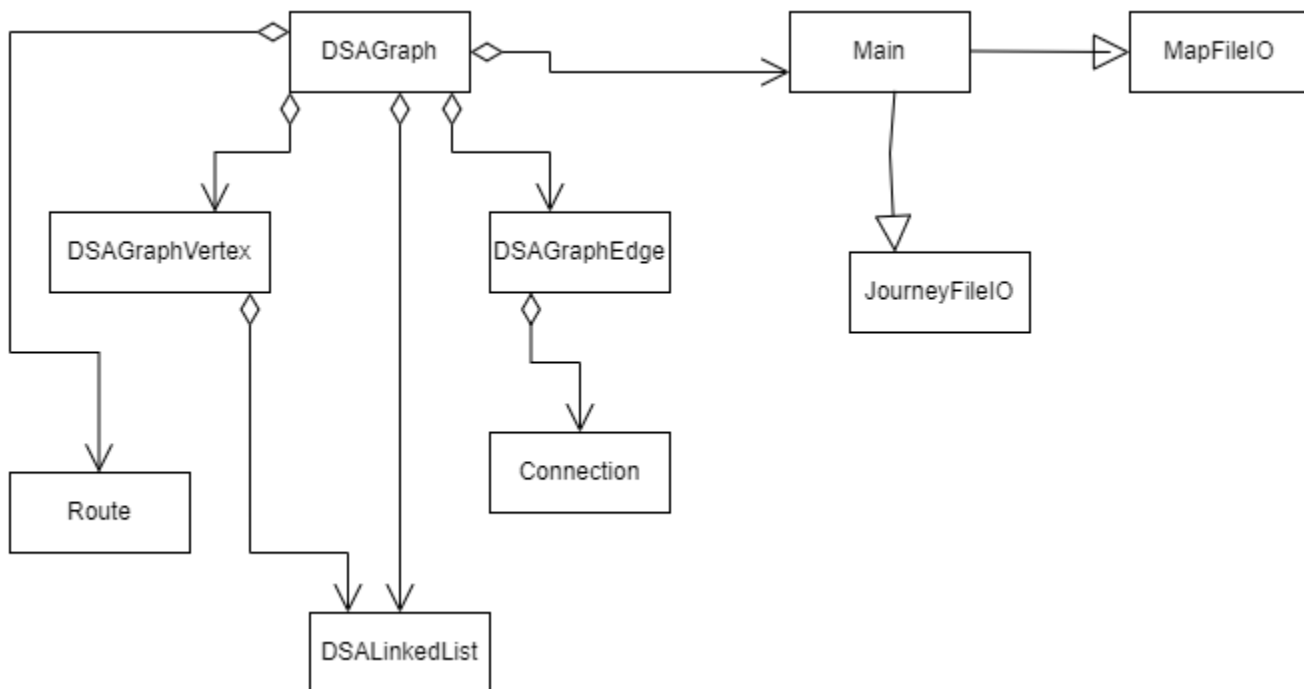 DSAGraph
Main
MapFileIO
DSAGraphVertex
DSAGraphEdge
JourneyFileIO
Connection
Route
DSALinkedList